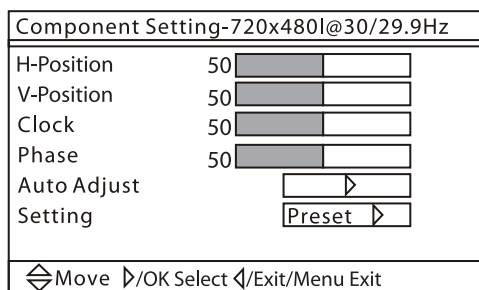 Component Setting-720x480I@30/29.9Hz
H-Position 50
V-Position 50
Clock 50
Phase 50
Auto Adjust
Setting Preset
Move /OK Select /Exit/Menu Exit